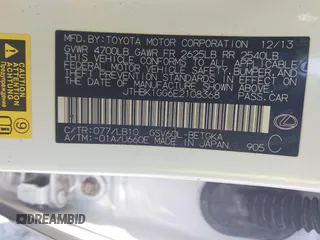 MFD. BY: TOYOTA MOTOR CORPORATION 12/13
GVWR 4700LB GAWR FR 2625LB RR 2540LB
THIS VEHICLE CONFORMS TO ALL APPLICABLE
FEDERAL MOTOR VEHICLE SAFETY, BUMPER, AND
THEFT PREVENTION STANDARDS IN EFFECT ON
THE DATE OF MANUFACTURE SHOWN ABOVE.
PASS. CAR
C/TR: 077/LB10 GSV60L-BETGKA
A/TM: -01A/U660E MADE IN JAPAN
905 C
9
AUTOBIDMASTER